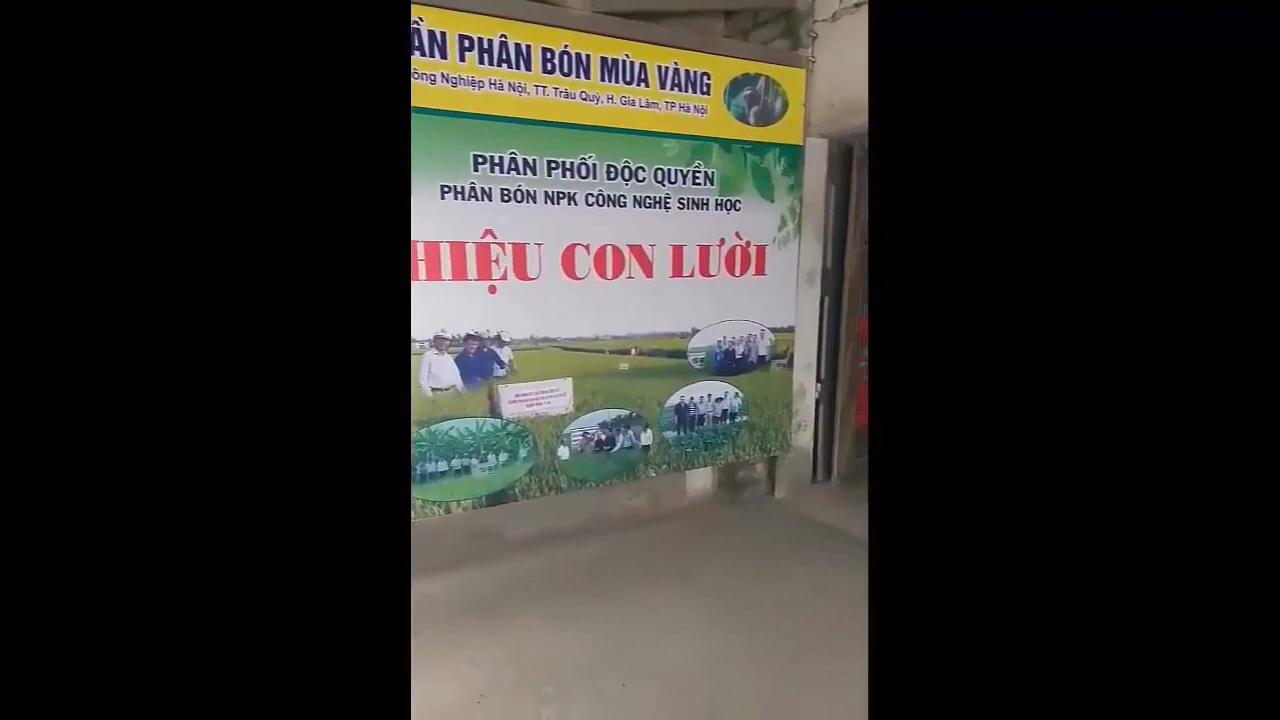 ẦN PHÂN BÓN MÙA VÀNG
ông Nghiệp Hà Nội, TT. Trâu Quỳ, H. Gia Lâm, TP Hà Nội
PHÂN PHỐI ĐỘC QUYỀN
PHÂN BÓN NPK CÔNG NGHỆ SINH HỌC
HIỆU CON LƯỜI